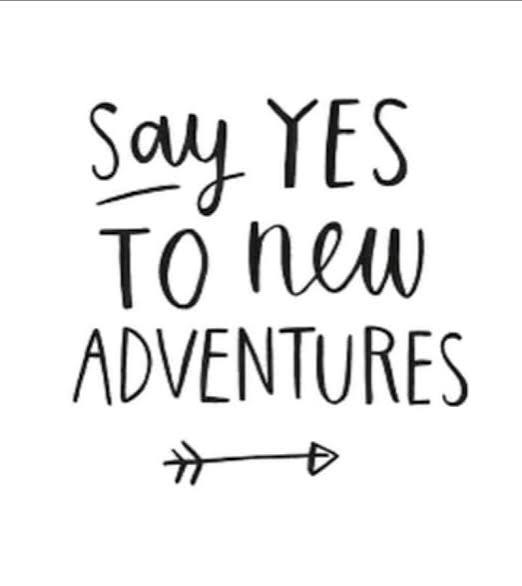 say YES
TO new
ADVENTURES